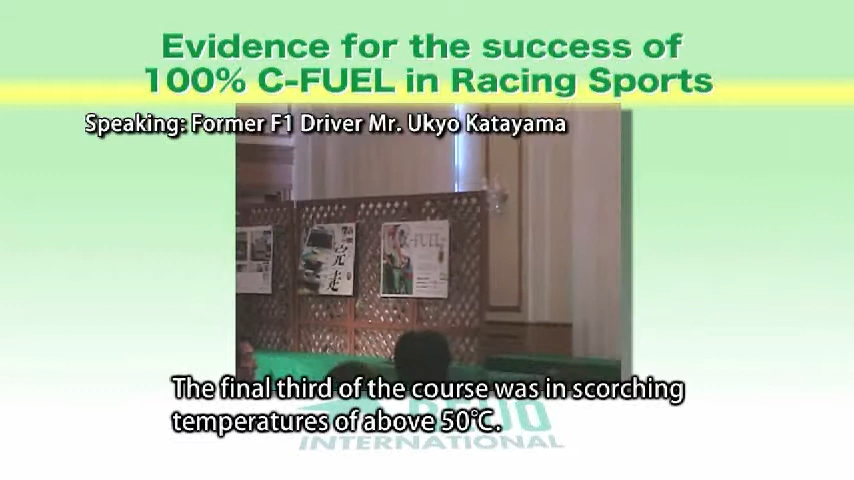 Evidence for the success of
100% C-FUEL in Racing Sports
Speaking: Former F1 Driver Mr. Ukyo Katayama
C-FUEL
完
走
The final third of the course was in scorching
temperatures of above 50℃.
INTERNATIONAL